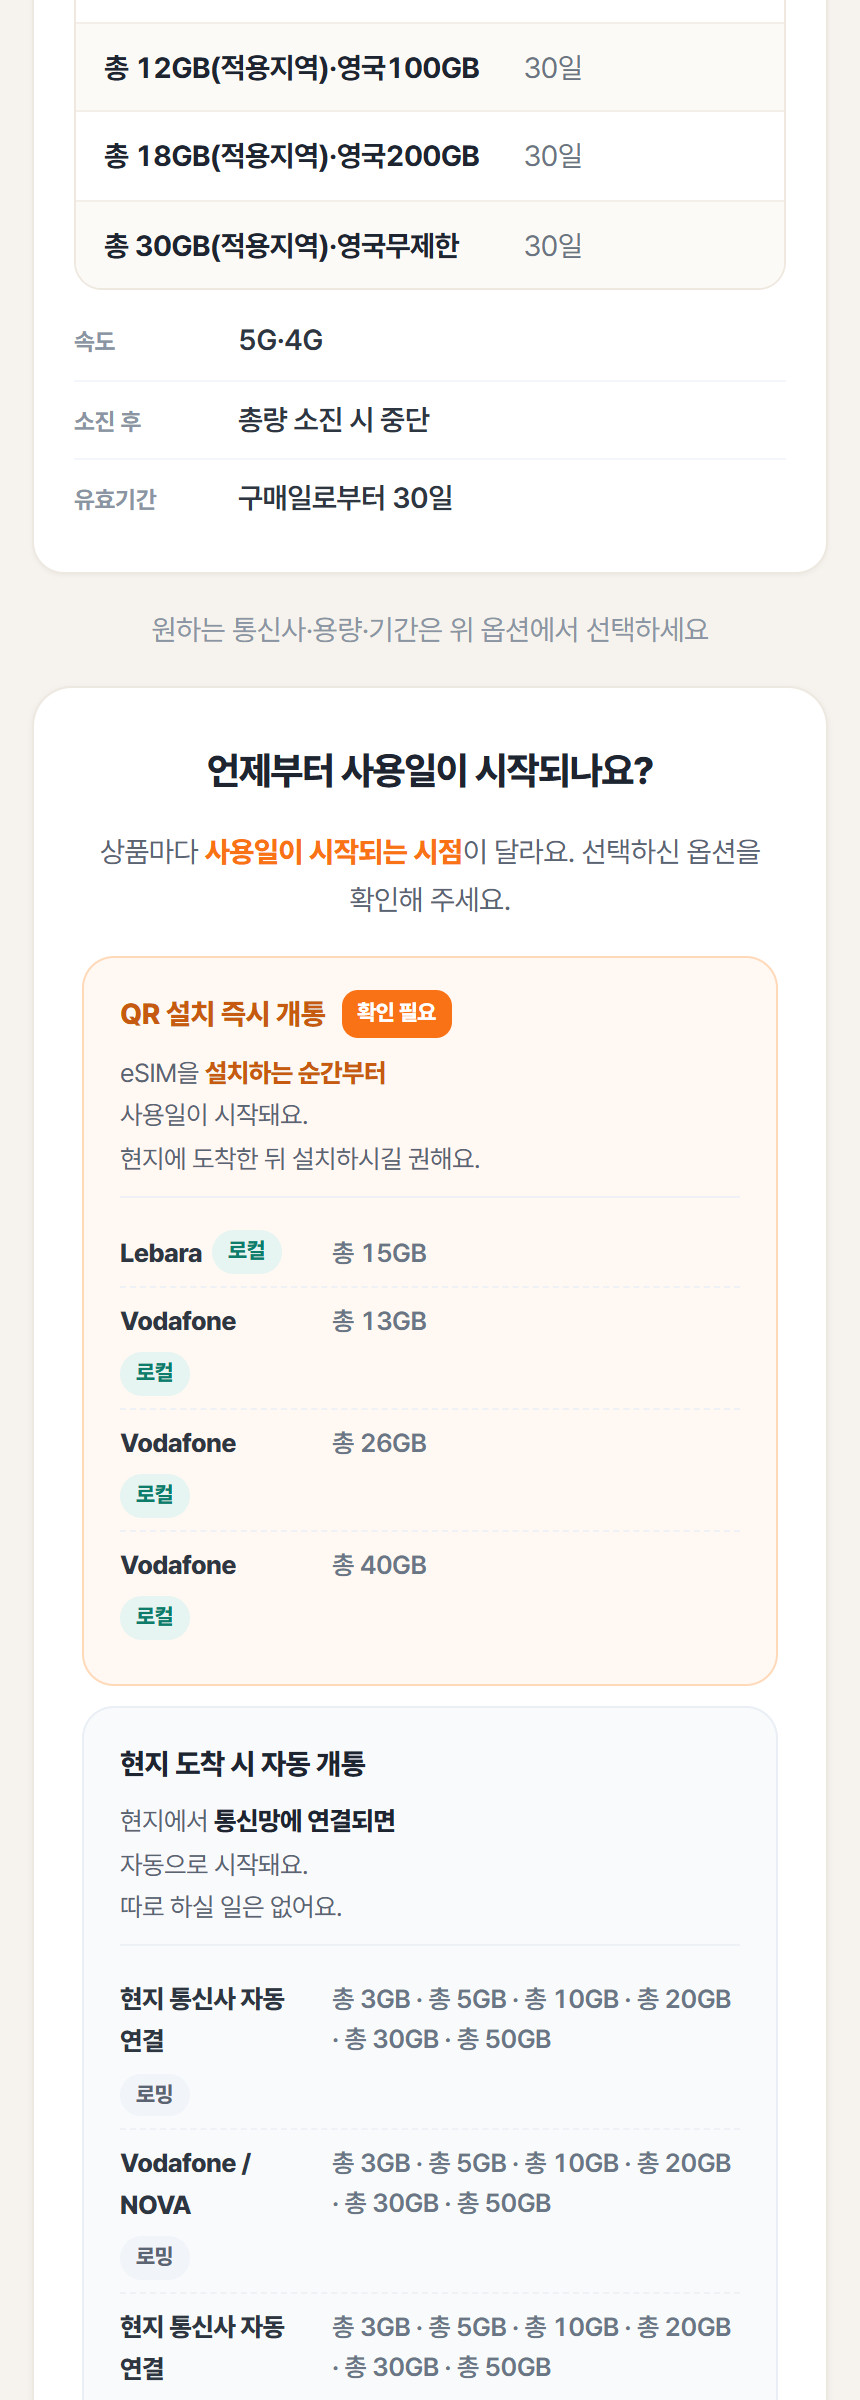 총 12GB(적용지역)·영국100GB 30일
총 18GB(적용지역)·영국200GB 30일
총 30GB(적용지역)·영국무제한 30일
속도 5G·4G
소진 후 총량 소진 시 중단
유효기간 구매일로부터 30일
원하는 통신사·용량·기간은 위 옵션에서 선택하세요
언제부터 사용일이 시작되나요?
상품마다 사용일이 시작되는 시점이 달라요. 선택하신 옵션을
확인해 주세요.
QR 설치 즉시 개통 확인 필요
eSIM을 설치하는 순간부터
사용일이 시작돼요.
현지에 도착한 뒤 설치하시길 권해요.
Lebara 로컬 총 15GB
Vodafone 총 13GB
로컬
Vodafone 총 26GB
로컬
Vodafone 총 40GB
로컬
현지 도착 시 자동 개통
현지에서 통신망에 연결되면
자동으로 시작돼요.
따로 하실 일은 없어요.
현지 통신사 자동 총 3GB · 총 5GB · 총 10GB · 총 20GB
연결 · 총 30GB · 총 50GB
로밍
Vodafone / 총 3GB · 총 5GB · 총 10GB · 총 20GB
NOVA · 총 30GB · 총 50GB
로밍
현지 통신사 자동 총 3GB · 총 5GB · 총 10GB · 총 20GB
연결 · 총 30GB · 총 50GB